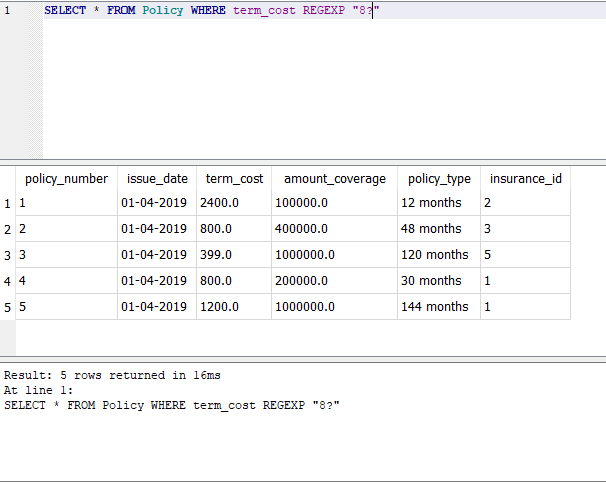 1 SELECT * FROM Policy WHERE term_cost REGEXP "8?"
policy_number issue_date term_cost amount_coverage policy_type insurance_id
1 1 01-04-2019 2400.0 100000.0 12 months 2
2 2 01-04-2019 800.0 400000.0 48 months 3
3 3 01-04-2019 399.0 1000000.0 120 months 5
4 4 01-04-2019 800.0 200000.0 30 months 1
5 5 01-04-2019 1200.0 1000000.0 144 months 1
Result: 5 rows returned in 16ms
At line 1:
SELECT * FROM Policy WHERE term_cost REGEXP "8?"